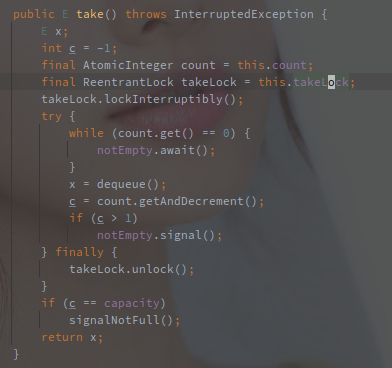 public E take() throws InterruptedException {
    E x;
    int c = -1;
    final AtomicInteger count = this.count;
    final ReentrantLock takeLock = this.takeLock;
    takeLock.lockInterruptibly();
    try {
        while (count.get() == 0) {
            notEmpty.await();
        }
        x = dequeue();
        c = count.getAndDecrement();
        if (c > 1)
            notEmpty.signal();
    } finally {
        takeLock.unlock();
    }
    if (c == capacity)
        signalNotFull();
    return x;
}